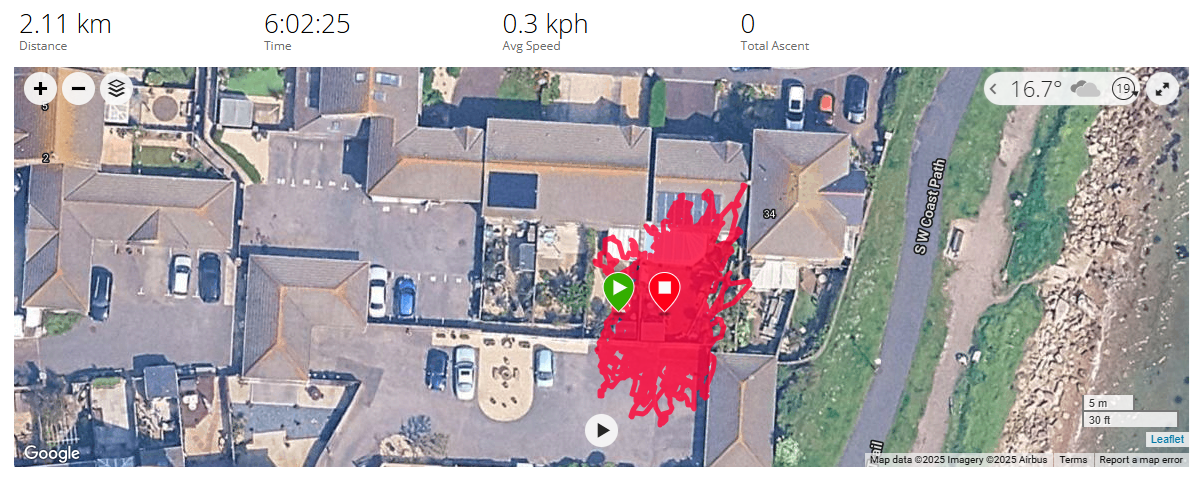 2.11 km
6:02:25
0.3 kph
0
Distance
Time
Avg Speed
Total Ascent
16.7°
19
5
2
34
S W Coast Path
ail
5 m
30 ft
Leaflet
Google
Map data ©2025 Imagery ©2025 Airbus
Terms
Report a map error